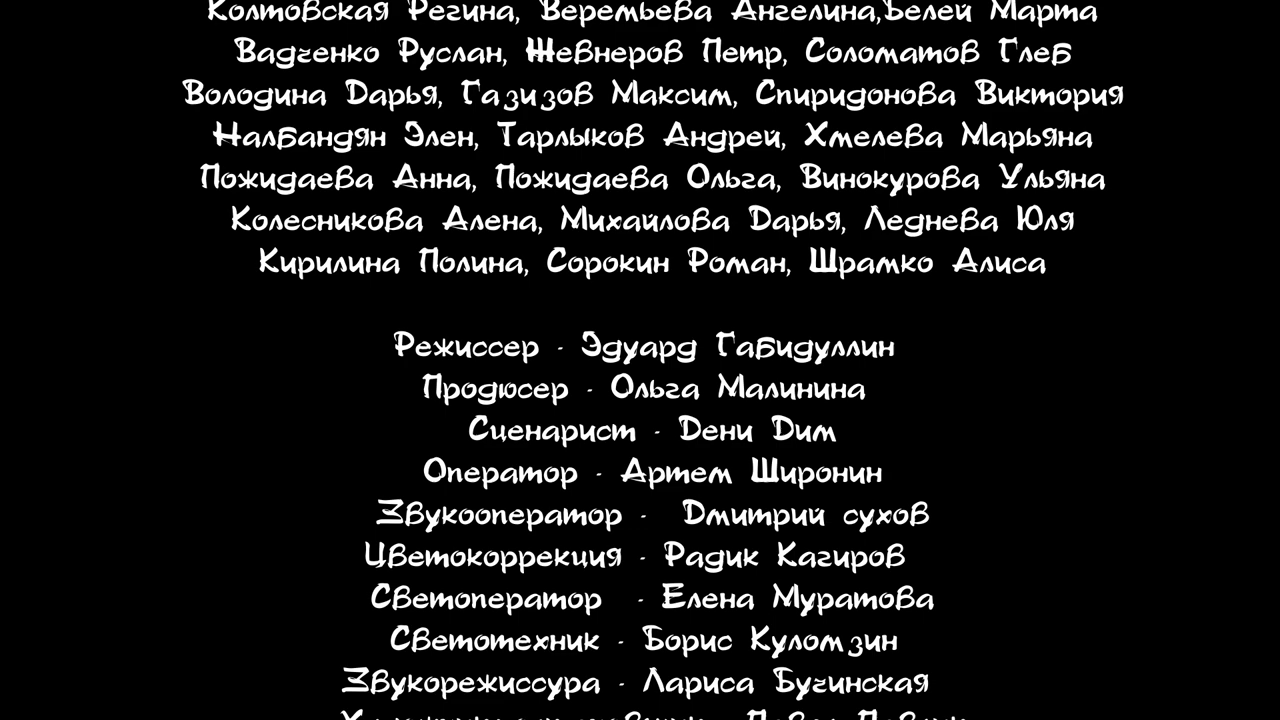 Колтовская Регина, Веремьева Ангелина,Белей Марта
Вадченко Руслан, Жевнеров Петр, Соломатов Глеб
Володина Дарья, Газизов Максим, Спиридонова Виктория
Налбандян Элен, Тарлыков Андрей, Хмелева Марьяна
Пожидаева Анна, Пожидаева Ольга, Винокурова Ульяна
Колесникова Алена, Михайлова Дарья, Леднева Юля
Кирилина Полина, Сорокин Роман, Шрамко Алиса
Режиссер - Эдуард Габидуллин
Продюсер - Ольга Малинина
Сценарист - Дени Дим
Оператор - Артем Широнин
Звукооператор - Дмитрий сухов
Цветокоррекция - Радик Кагиров
Светоператор - Елена Муратова
Светотехник - Борис Куломзин
Звукорежиссура - Лариса Бучинская